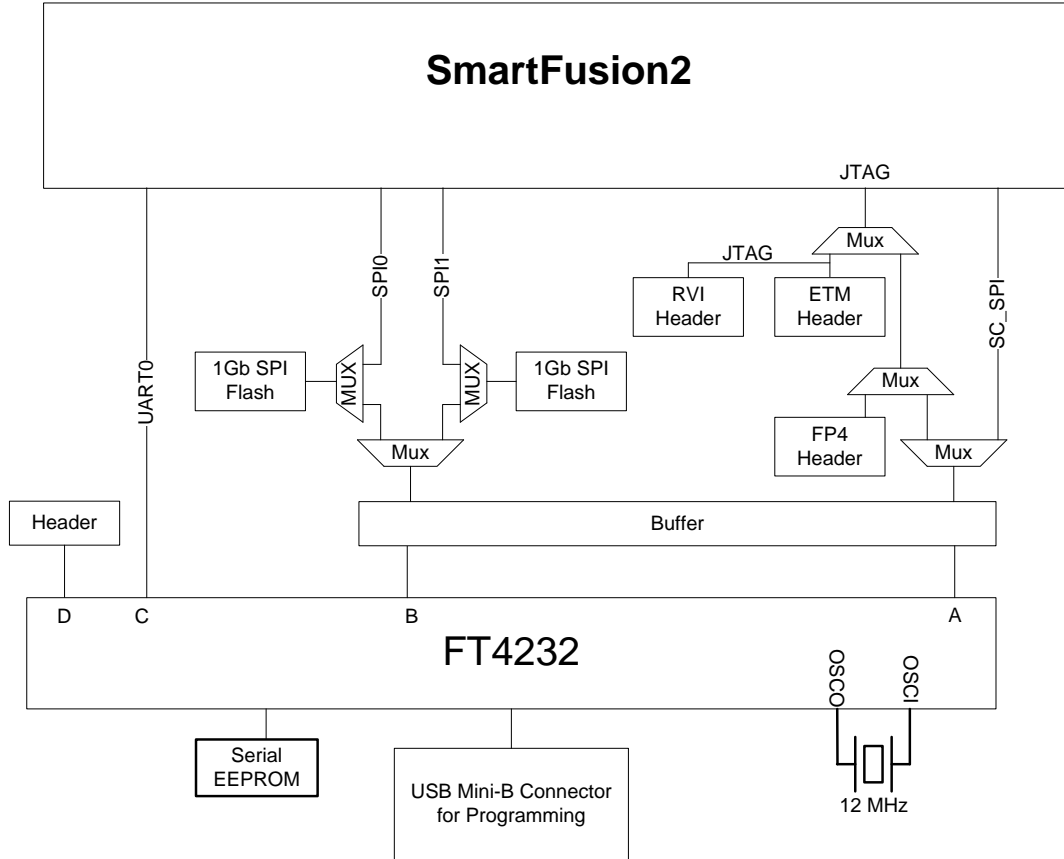 SmartFusion2
JTAG
Mux
JTAG
SPI0
SPI1
RVI
Header
ETM
Header
SC_SPI
UART0
1Gb SPI
Flash
MUX
MUX
1Gb SPI
Flash
Mux
FP4
Header
Mux
Mux
Header
Buffer
D
C
B
A
FT4232
OSCO
OSCI
Serial
EEPROM
USB Mini-B Connector
for Programming
12 MHz